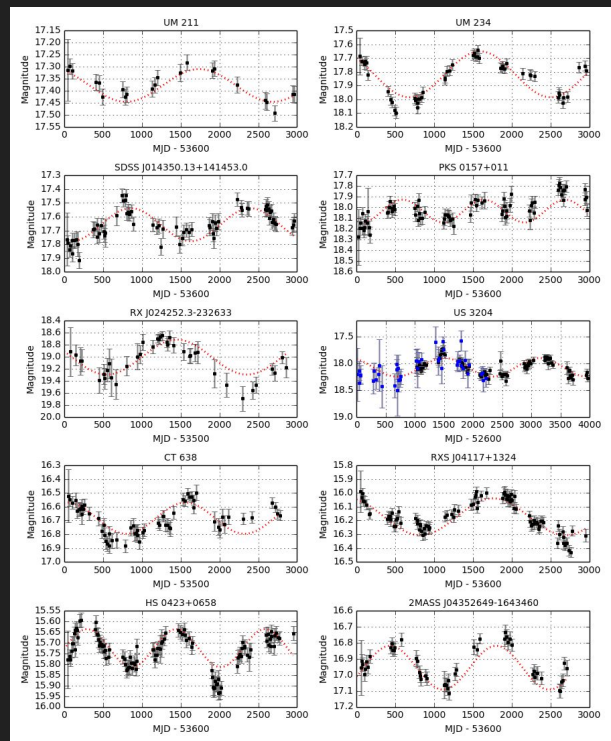 UM 211
17.15
17.20
17.25
17.30
17.35
17.40
17.45
17.50
17.55
Magnitude
0 500 1000 1500 2000 2500 3000
MJD - 53600
UM 234
17.5
17.6
17.7
17.8
17.9
18.0
18.1
18.2
Magnitude
0 500 1000 1500 2000 2500 3000
MJD - 53600
SDSS J014350.13+141453.0
17.3
17.4
17.5
17.6
17.7
17.8
17.9
18.0
Magnitude
0 500 1000 1500 2000 2500 3000
MJD - 53600
PKS 0157+011
17.7
17.8
17.9
18.0
18.1
18.2
18.3
18.4
18.5
18.6
Magnitude
0 500 1000 1500 2000 2500 3000
MJD - 53600
RX J024252.3-232633
18.4
18.6
18.8
19.0
19.2
19.4
19.6
19.8
20.0
Magnitude
0 500 1000 1500 2000 2500 3000
MJD - 53500
US 3204
17.5
18.0
18.5
19.0
Magnitude
0 500 1000 1500 2000 2500 3000 3500 4000
MJD - 52600
CT 638
16.3
16.4
16.5
16.6
16.7
16.8
16.9
17.0
Magnitude
0 500 1000 1500 2000 2500 3000
MJD - 53500
RXS J04117+1324
15.8
15.9
16.0
16.1
16.2
16.3
16.4
16.5
Magnitude
0 500 1000 1500 2000 2500 3000
MJD - 53600
HS 0423+0658
15.55
15.60
15.65
15.70
15.75
15.80
15.85
15.90
15.95
16.00
Magnitude
0 500 1000 1500 2000 2500 3000
MJD - 53600
2MASS J04352649-1643460
16.6
16.7
16.8
16.9
17.0
17.1
17.2
Magnitude
0 500 1000 1500 2000 2500 3000
MJD - 53600